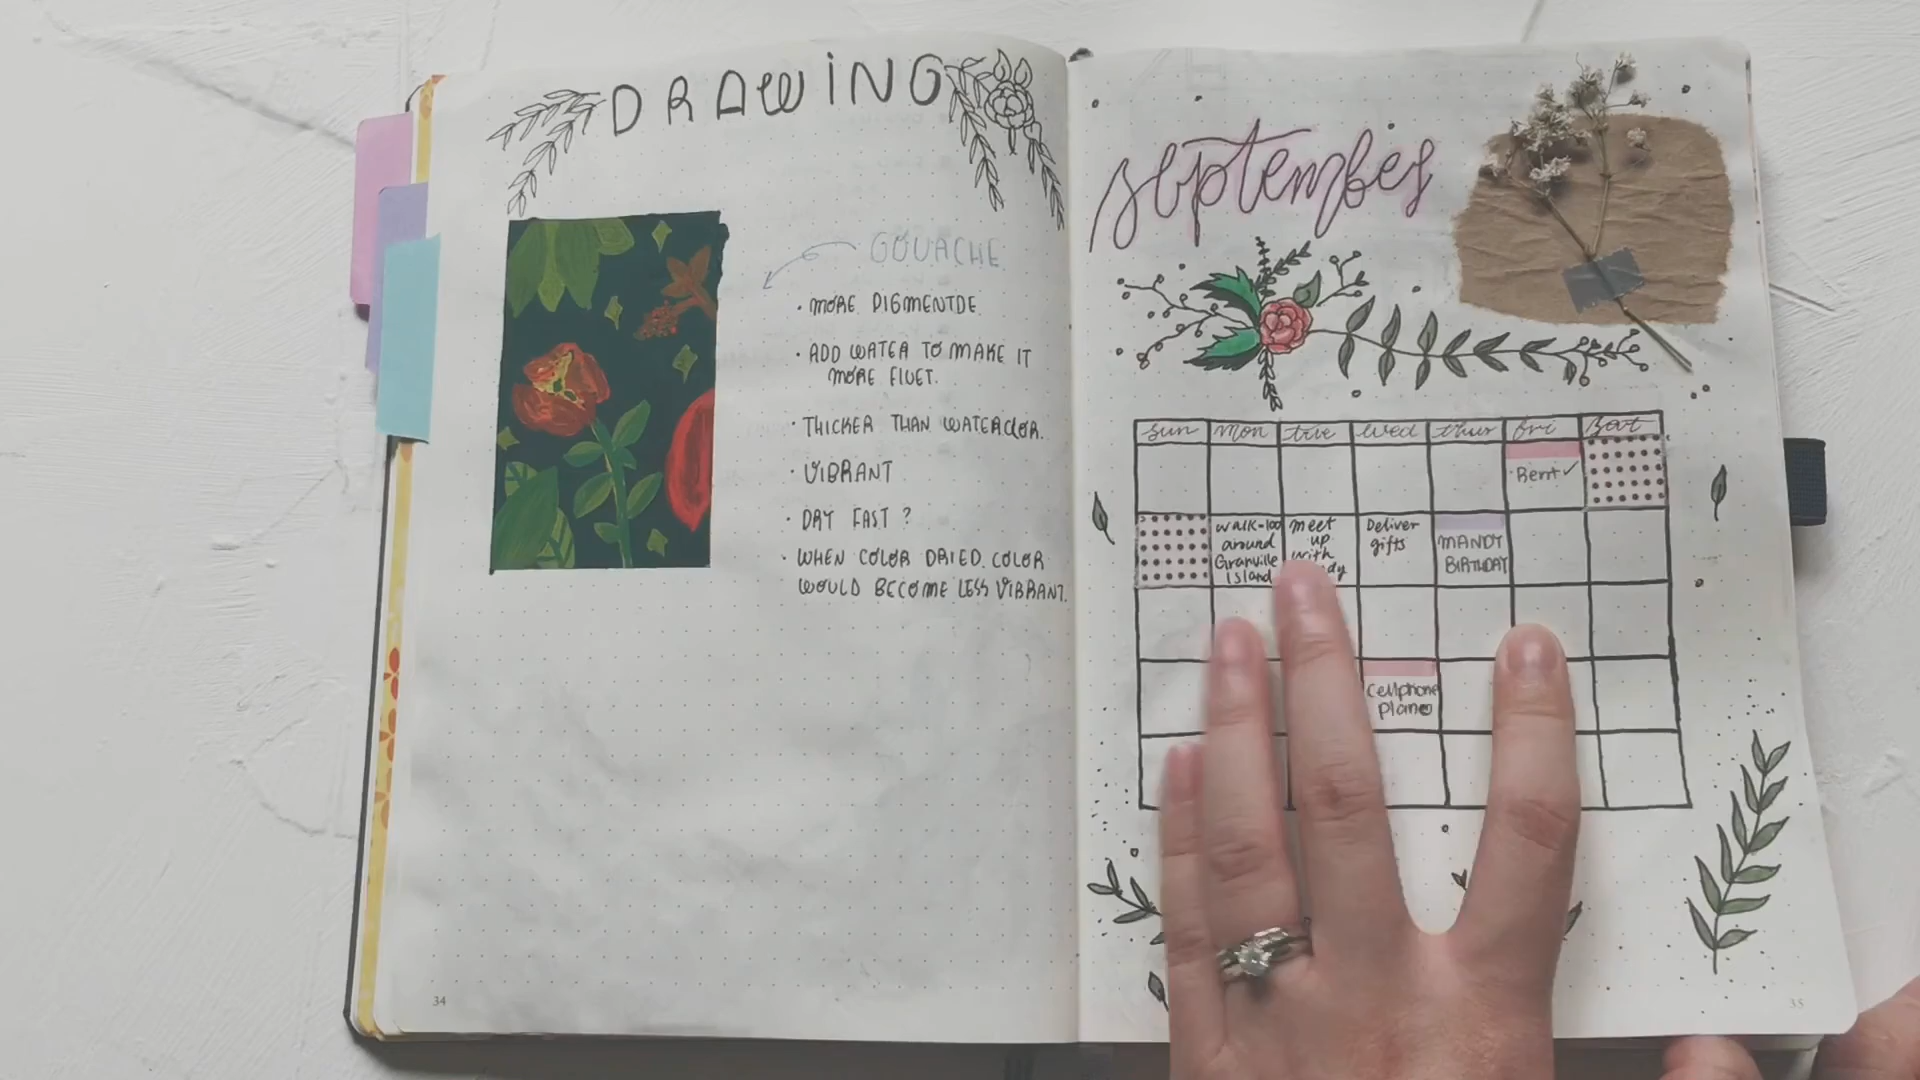 DRAWING
GOUACHE
· MORE PIGMENTDE
· ADD WATER TO MAKE IT
MORE FLUET.
· THICKER THAN WATERCLOR.
· VIBRANT
· DRY FAST ?
· WHEN COLOR DRIED. COLOR
WOULD BECOME LESS VIBRANT.
34
september
sun mon tue wed thur fri Sat
Rent ✓
walk-100
around
Granville
Island
meet
up
with
Deliver
gifts
MANDY
BIRTHDAY
Cellphone
plan
35